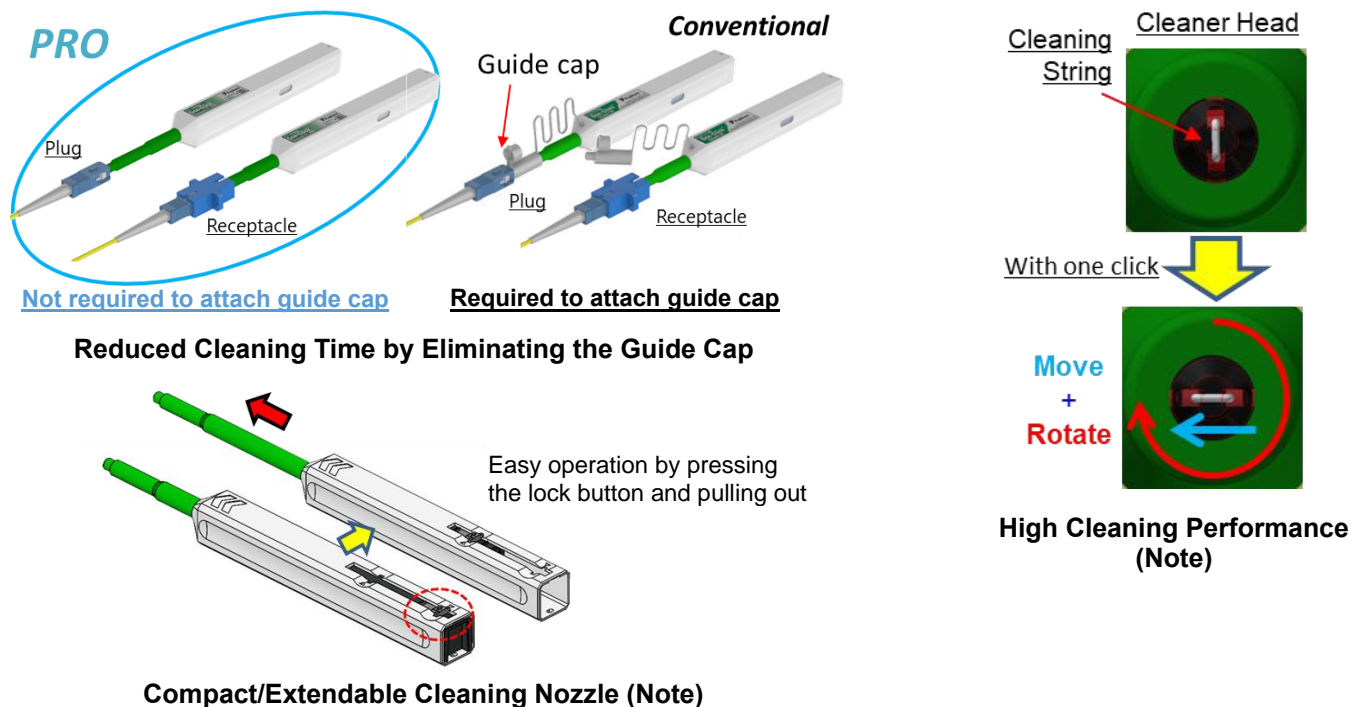 PRO
Plug
Receptacle
Not required to attach guide cap
Conventional
Guide cap
Plug
Receptacle
Required to attach guide cap
Reduced Cleaning Time by Eliminating the Guide Cap
Easy operation by pressing
the lock button and pulling out
Compact/Extendable Cleaning Nozzle (Note)
Cleaner Head
Cleaning
String
With one click
Move
+
Rotate
High Cleaning Performance
(Note)